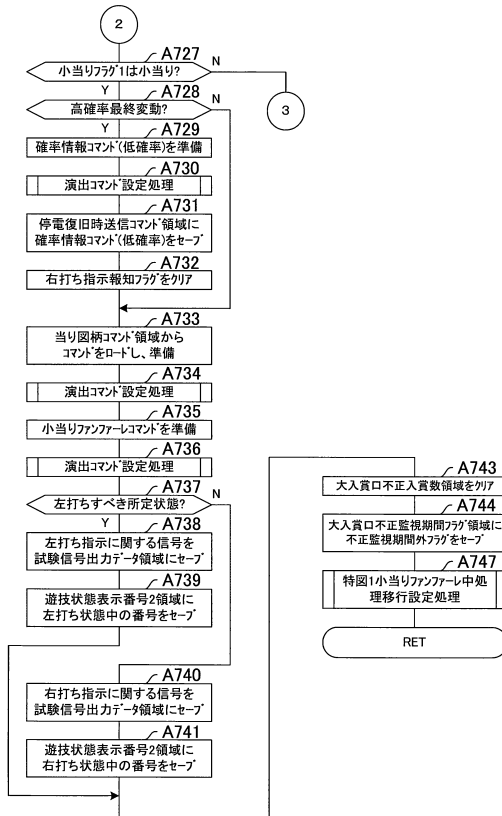 2
A727
小当りフラグ1は小当り?
N
Y
3
A728
高確率最終変動?
N
Y
A729
確率情報コマンド(低確率)を準備
A730
演出コマンド設定処理
A731
停電復旧時送信コマンド領域に
確率情報コマンド(低確率)をセーブ
A732
右打ち指示報知フラグをクリア
A733
当り図柄コマンド領域から
コマンドをロードし、準備
A734
演出コマンド設定処理
A735
小当りファンファーレコマンドを準備
A736
演出コマンド設定処理
A737
左打ちすべき所定状態?
N
Y
A738
左打ち指示に関する信号を
試験信号出力データ領域にセーブ
A739
遊技状態表示番号2領域に
左打ち状態中の番号をセーブ
A740
右打ち指示に関する信号を
試験信号出力データ領域にセーブ
A741
遊技状態表示番号2領域に
右打ち状態中の番号をセーブ
A743
大入賞口不正入賞数領域をクリア
A744
大入賞口不正監視期間フラグ領域に
不正監視期間外フラグをセーブ
A747
特図1小当りファンファーレ中処
理移行設定処理
RET